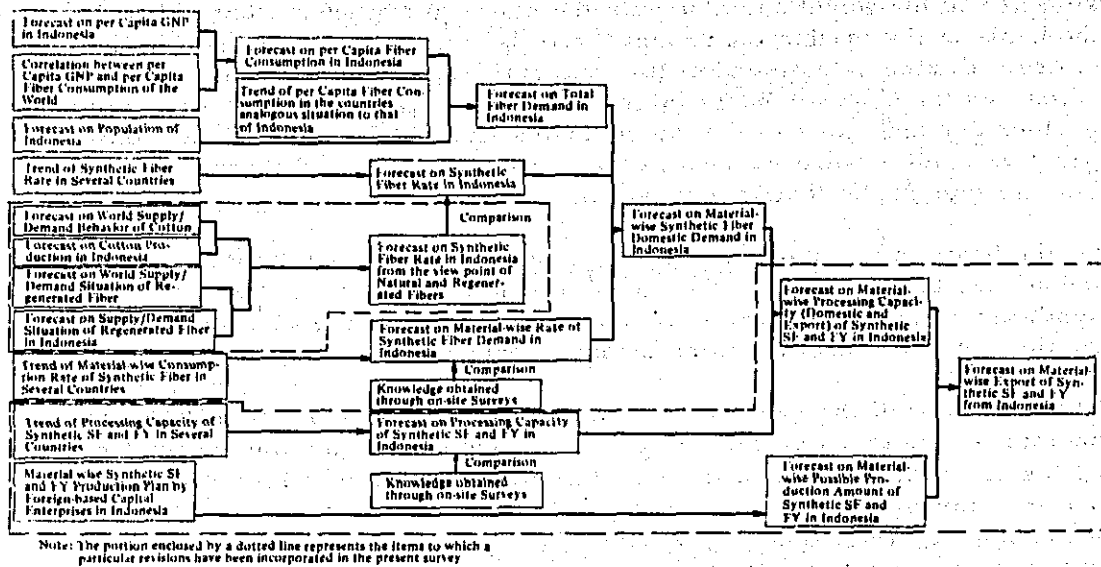 Forecast on per Capita GNP
in Indonesia
Correlation between per
Capita GNP and per Capita
Fiber Consumption of the
World
Forecast on Population of
Indonesia
Trend of Synthetic Fiber
Rate in Several Countries
Forecast on World Supply/
Demand Behavior of Cotton
Forecast on Cotton Pro-
duction in Indonesia
Forecast on World Supply/
Demand Situation of Re-
generated Fiber
Forecast on Supply/Demand
Situation of Regenerated Fiber
in Indonesia
Trend of Material-wise Consump-
tion Rate of Synthetic Fiber in
Several Countries
Trend of Processing Capacity of
Synthetic SF and FY in Several
Countries
Material wise Synthetic SF
and FY Production Plan by
Foreign-based Capital
Enterprises in Indonesia
Forecast on per Capita Fiber
Consumption in Indonesia
Trend of per Capita Fiber Con-
sumption in the countries
analogous situation to that
of Indonesia
Forecast on Synthetic
Fiber Rate in Indonesia
Comparison
Forecast on Synthetic
Fiber Rate in Indonesia
from the view point of
Natural and Regener-
ated Fibers
Forecast on Material-wise Rate of
Synthetic Fiber Demand in
Indonesia
Comparison
Knowledge obtained
through on-site Surveys
Forecast on Processing Capacity
of Synthetic SF and FY in
Indonesia
Comparison
Knowledge obtained
through on-site Surveys
Forecast on Total
Fiber Demand in
Indonesia
Forecast on Material-
wise Synthetic Fiber
Domestic Demand in
Indonesia
Forecast on Material-
wise Processing Capac-
ity (Domestic and
Export) of Synthetic
SF and FY in Indonesia
Forecast on Material-
wise Possible Pro-
duction Amount of
Synthetic SF and
FY in Indonesia
Forecast on Material-
wise Export of Syn-
thetic SF and FY
from Indonesia
Note: The portion enclosed by a dotted line represents the items to which a
particular revisions have been incorporated in the present survey